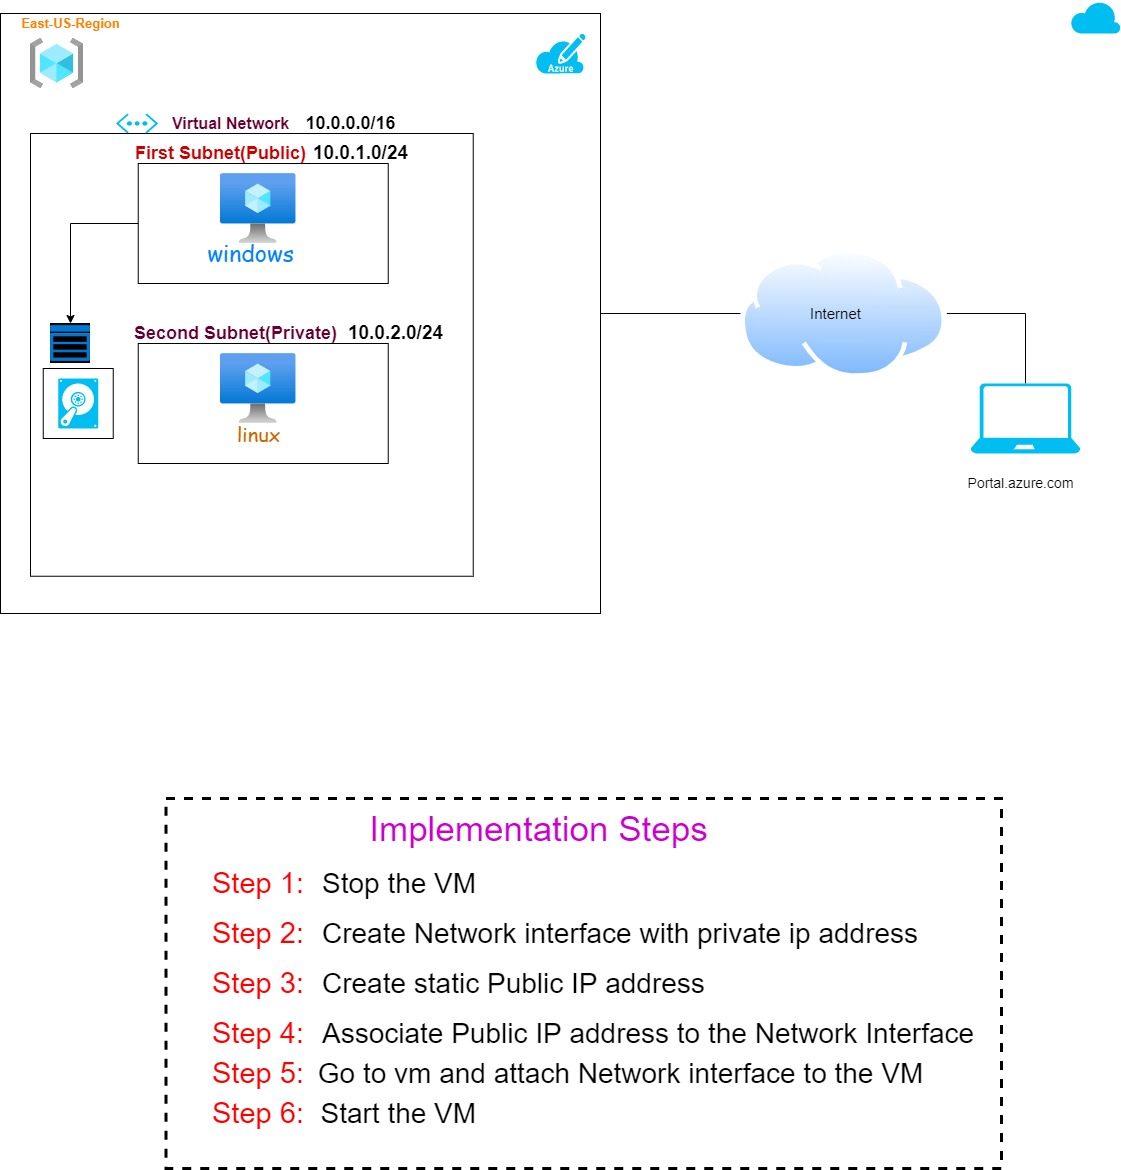 East-US-Region
Azure
Virtual Network 10.0.0.0/16
First Subnet(Public) 10.0.1.0/24
windows
Second Subnet(Private) 10.0.2.0/24
linux
Internet
Portal.azure.com
Implementation Steps
Step 1: Stop the VM
Step 2: Create Network interface with private ip address
Step 3: Create static Public IP address
Step 4: Associate Public IP address to the Network Interface
Step 5: Go to vm and attach Network interface to the VM
Step 6: Start the VM